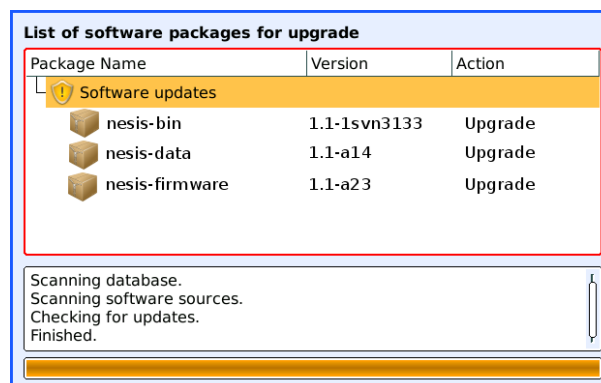 List of software packages for upgrade
Package Name Version Action
Software updates
nesis-bin 1.1-1svn3133 Upgrade
nesis-data 1.1-a14 Upgrade
nesis-firmware 1.1-a23 Upgrade
Scanning database.
Scanning software sources.
Checking for updates.
Finished.